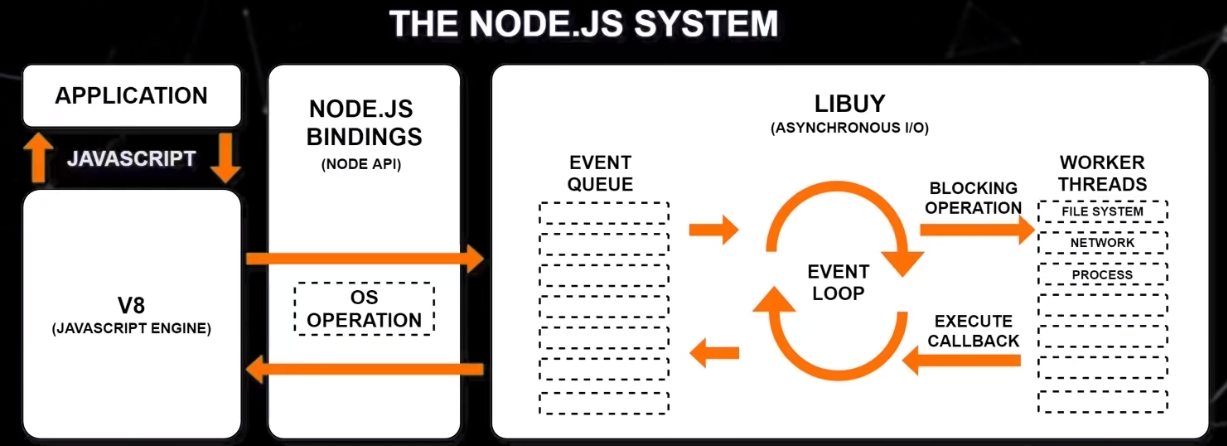 THE NODE.JS SYSTEM
APPLICATION
JAVASCRIPT
V8
(JAVASCRIPT ENGINE)
NODE.JS
BINDINGS
(NODE API)
OS
OPERATION
LIBUY
(ASYNCHRONOUS I/O)
EVENT
QUEUE
EVENT
LOOP
BLOCKING
OPERATION
EXECUTE
CALLBACK
WORKER
THREADS
FILE SYSTEM
NETWORK
PROCESS